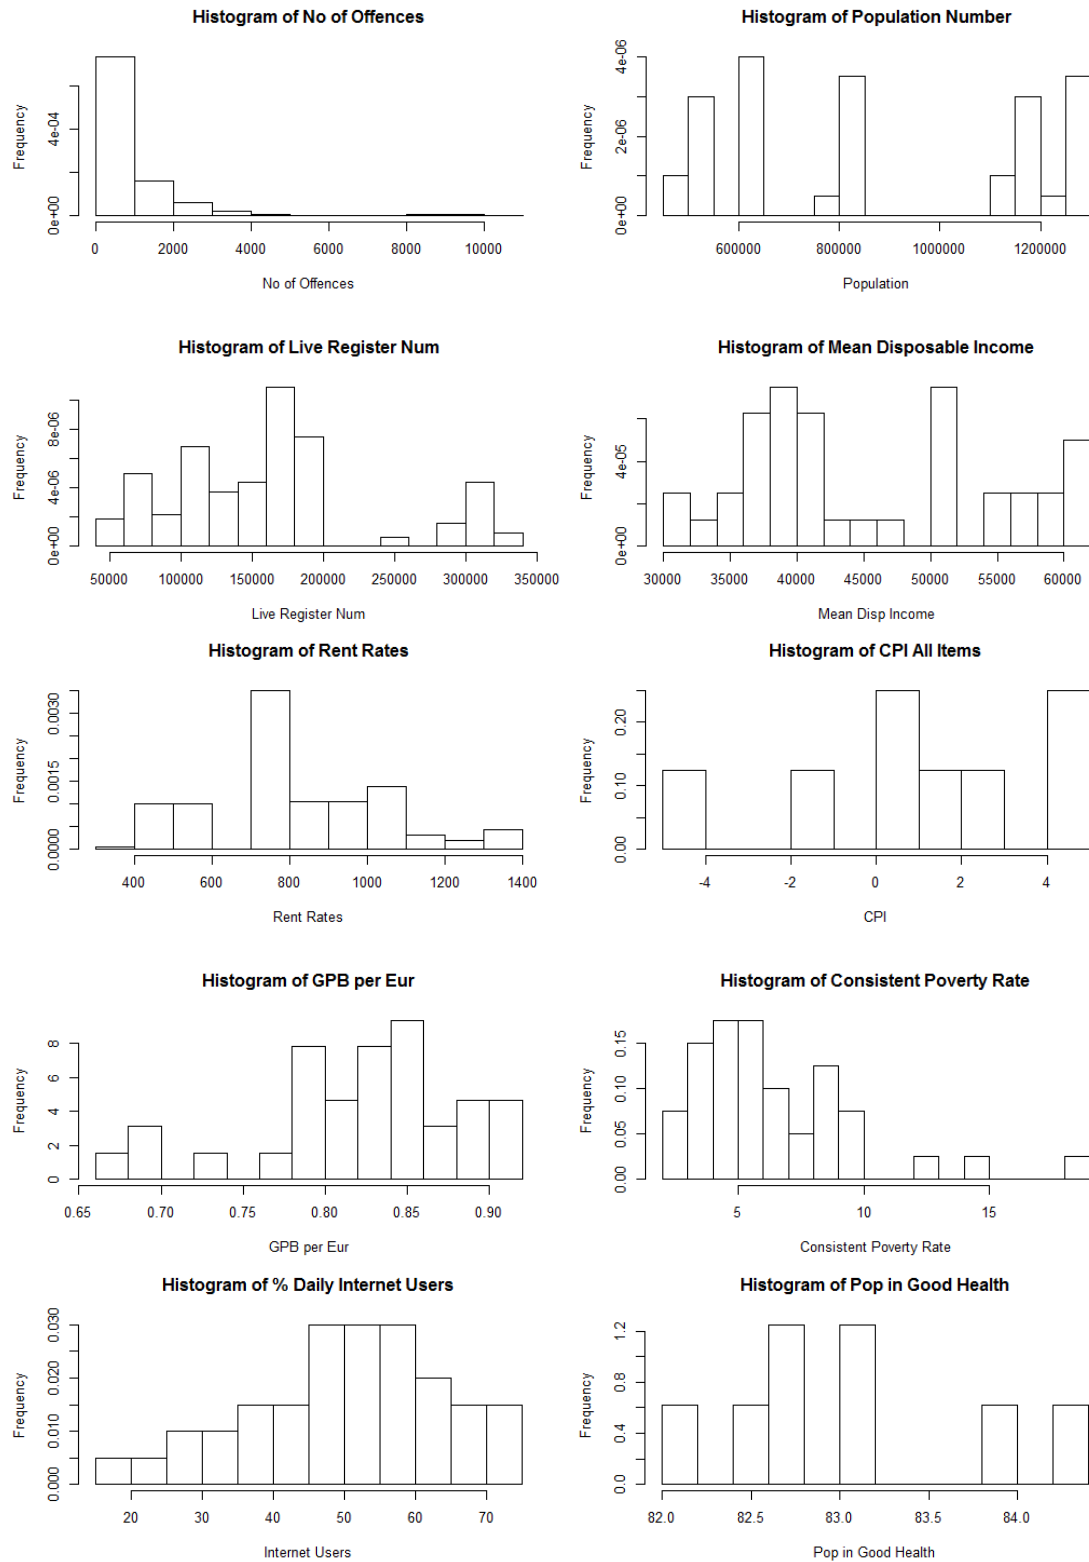 Histogram of No of Offences
Frequency
0e+00 4e-04
0 2000 4000 6000 8000 10000
No of Offences
Histogram of Population Number
Frequency
0e+00 2e-06 4e-06
600000 800000 1000000 1200000
Population
Histogram of Live Register Num
Frequency
0e+00 4e-06 8e-06
50000 100000 150000 200000 250000 300000 350000
Live Register Num
Histogram of Mean Disposable Income
Frequency
0e+00 4e-05
30000 35000 40000 45000 50000 55000 60000
Mean Disp Income
Histogram of Rent Rates
Frequency
0.0000 0.0015 0.0030
400 600 800 1000 1200 1400
Rent Rates
Histogram of CPI All Items
Frequency
0.00 0.10 0.20
-4 -2 0 2 4
CPI
Histogram of GPB per Eur
Frequency
0 2 4 6 8
0.65 0.70 0.75 0.80 0.85 0.90
GPB per Eur
Histogram of Consistent Poverty Rate
Frequency
0.00 0.05 0.10 0.15
5 10 15
Consistent Poverty Rate
Histogram of % Daily Internet Users
Frequency
0.000 0.010 0.020 0.030
20 30 40 50 60 70
Internet Users
Histogram of Pop in Good Health
Frequency
0.0 0.4 0.8 1.2
82.0 82.5 83.0 83.5 84.0
Pop in Good Health